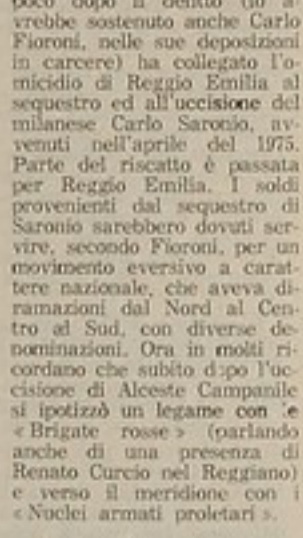 poco dopo il delitto (lo a-
vrebbe sostenuto anche Carlo
Fioroni, nelle sue deposizioni
in carcere) ha collegato l'o-
micidio di Reggio Emilia al
sequestro ed all'uccisione del
milanese Carlo Saronio, av-
venuti nell'aprile del 1975.
Parte del riscatto è passata
per Reggio Emilia. I soldi
provenienti dal sequestro di
Saronio sarebbero dovuti ser-
vire, secondo Fioroni, per un
movimento eversivo a carat-
tere nazionale, che aveva di-
ramazioni dal Nord al Cen-
tro al Sud, con diverse de-
nominazioni. Ora in molti ri-
cordano che subito dopo l'uc-
cisione di Alceste Campanile
si ipotizzò un legame con le
« Brigate rosse » (parlando
anche di una presenza di
Renato Curcio nel Reggiano)
e verso il meridione con i
« Nuclei armati proletari ».